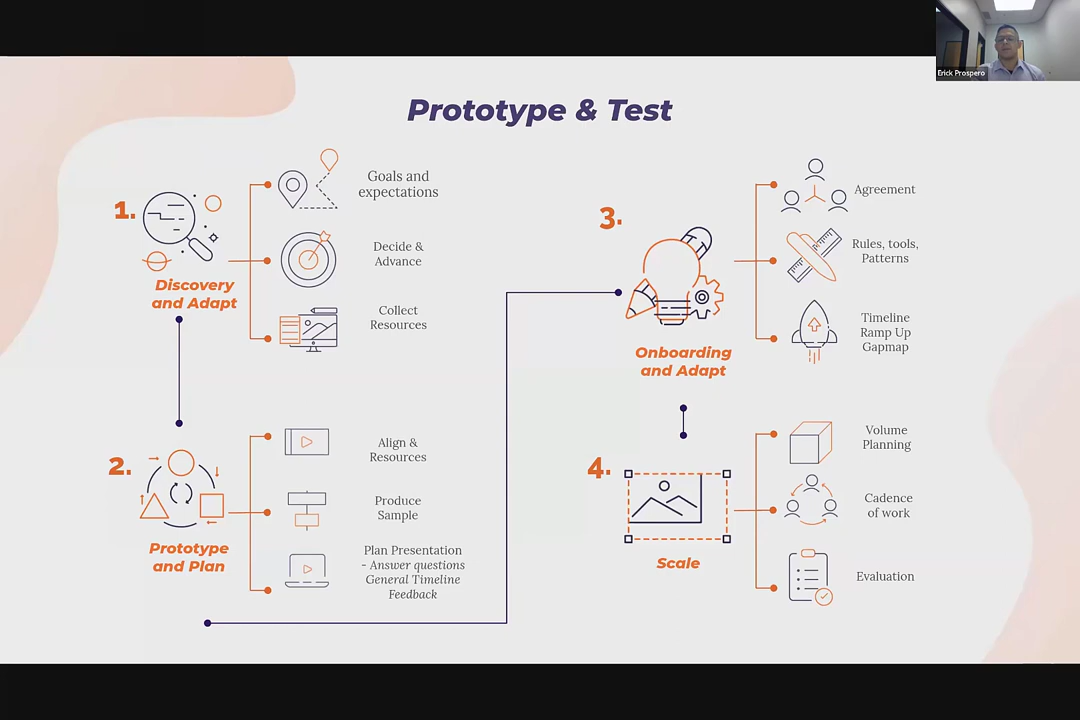 Erick Prospero
Prototype & Test
1.
Discovery
and Adapt
Goals and
expectations
Decide &
Advance
Collect
Resources
2.
Prototype
and Plan
Align &
Resources
Produce
Sample
Plan Presentation
- Answer questions
General Timeline
Feedback
3.
Onboarding
and Adapt
Agreement
Rules, tools,
Patterns
Timeline
Ramp Up
Gapmap
4.
Scale
Volume
Planning
Cadence
of work
Evaluation